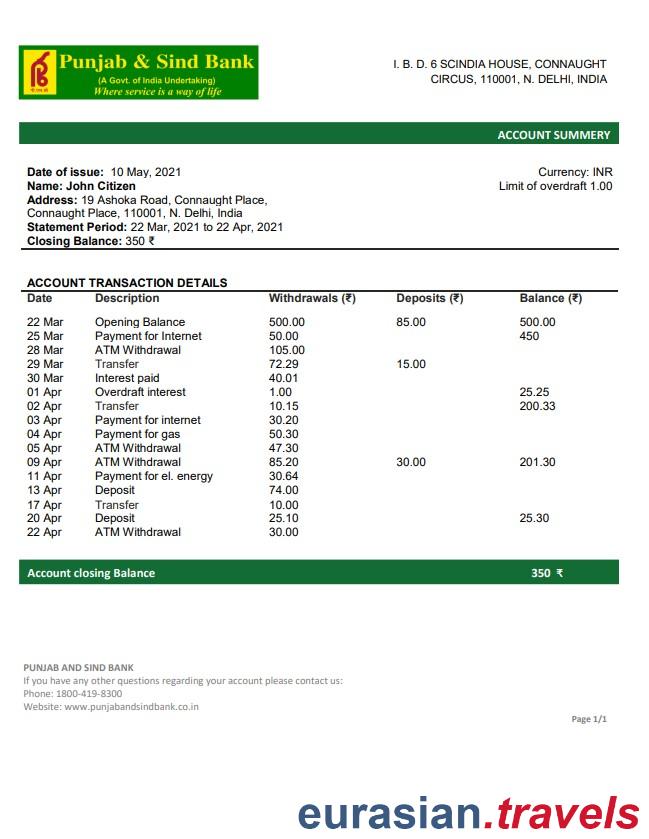 Punjab & Sind Bank
(A Govt. of India Undertaking)
Where service is a way of life
I. B. D. 6 SCINDIA HOUSE, CONNAUGHT
CIRCUS, 110001, N. DELHI, INDIA
ACCOUNT SUMMARY
Date of issue: 10 May, 2021
Currency: INR
Name: John Citizen
Limit of overdraft 1.00
Address: 19 Ashoka Road, Connaught Place,
Connaught Place, 110001, N. Delhi, India
Statement Period: 22 Mar, 2021 to 22 Apr, 2021
Closing Balance: 350 ₹
ACCOUNT TRANSACTION DETAILS
Date Description Withdrawals (₹) Deposits (₹) Balance (₹)
22 Mar Opening Balance 500.00 85.00 500.00
25 Mar Payment for Internet 50.00 450
28 Mar ATM Withdrawal 105.00
29 Mar Transfer 72.29 15.00
30 Mar Interest paid 40.01
01 Apr Overdraft interest 1.00 25.25
02 Apr Transfer 10.15 200.33
03 Apr Payment for internet 30.20
04 Apr Payment for gas 50.30
05 Apr ATM Withdrawal 47.30
09 Apr ATM Withdrawal 85.20 30.00 201.30
11 Apr Payment for el. energy 30.64
13 Apr Deposit 74.00
17 Apr Transfer 10.00
20 Apr Deposit 25.10 25.30
22 Apr ATM Withdrawal 30.00
Account closing Balance 350 ₹
PUNJAB AND SIND BANK
If you have any other questions regarding your account please contact us:
Phone: 1800-419-8300
Website: www.punjabandsindbank.co.in
Page 1/1
eurasian.travels